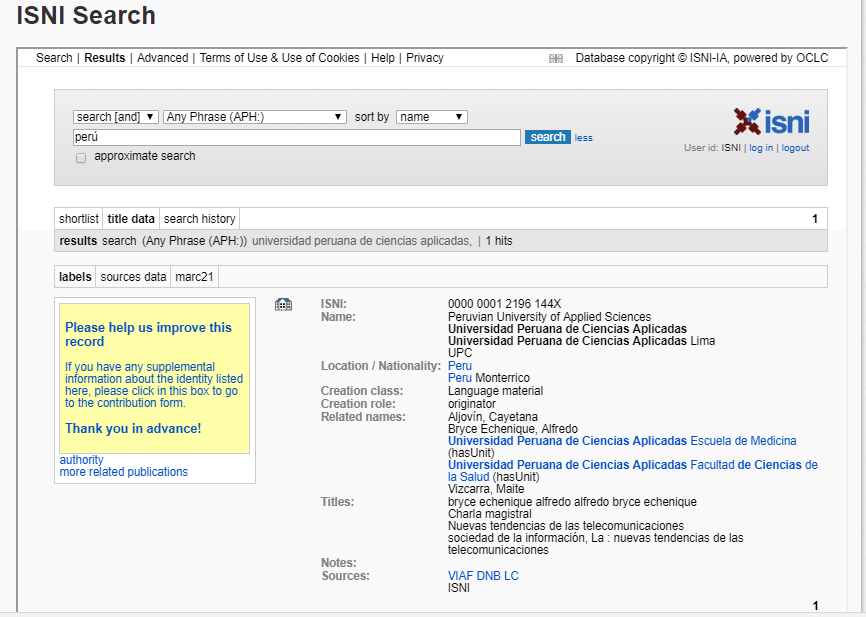 ISNI Search
Search | Results | Advanced | Terms of Use & Use of Cookies | Help | Privacy
Database copyright © ISNI-IA, powered by OCLC
search [and] Any Phrase (APH:) sort by name
isni
perú search less
User id: ISNI | log in | logout
approximate search
shortlist title data search history 1
results search (Any Phrase (APH:)) universidad peruana de ciencias aplicadas, | 1 hits
labels sources data marc21
Please help us improve this
record
If you have any supplemental
information about the identity listed
here, please click in this box to go
to the contribution form.
Thank you in advance!
authority
more related publications
ISNI: 0000 0001 2196 144X
Name: Peruvian University of Applied Sciences
Universidad Peruana de Ciencias Aplicadas
Universidad Peruana de Ciencias Aplicadas Lima
UPC
Location / Nationality: Peru
Peru Monterrico
Creation class: Language material
Creation role: originator
Related names: Aljovín, Cayetana
Bryce Echenique, Alfredo
Universidad Peruana de Ciencias Aplicadas Escuela de Medicina
(hasUnit)
Universidad Peruana de Ciencias Aplicadas Facultad de Ciencias de
la Salud (hasUnit)
Vizcarra, Maite
Titles: bryce echenique alfredo alfredo bryce echenique
Charla magistral
Nuevas tendencias de las telecomunicaciones
sociedad de la información, La : nuevas tendencias de las
telecomunicaciones
Notes:
Sources: VIAF DNB LC
ISNI
1